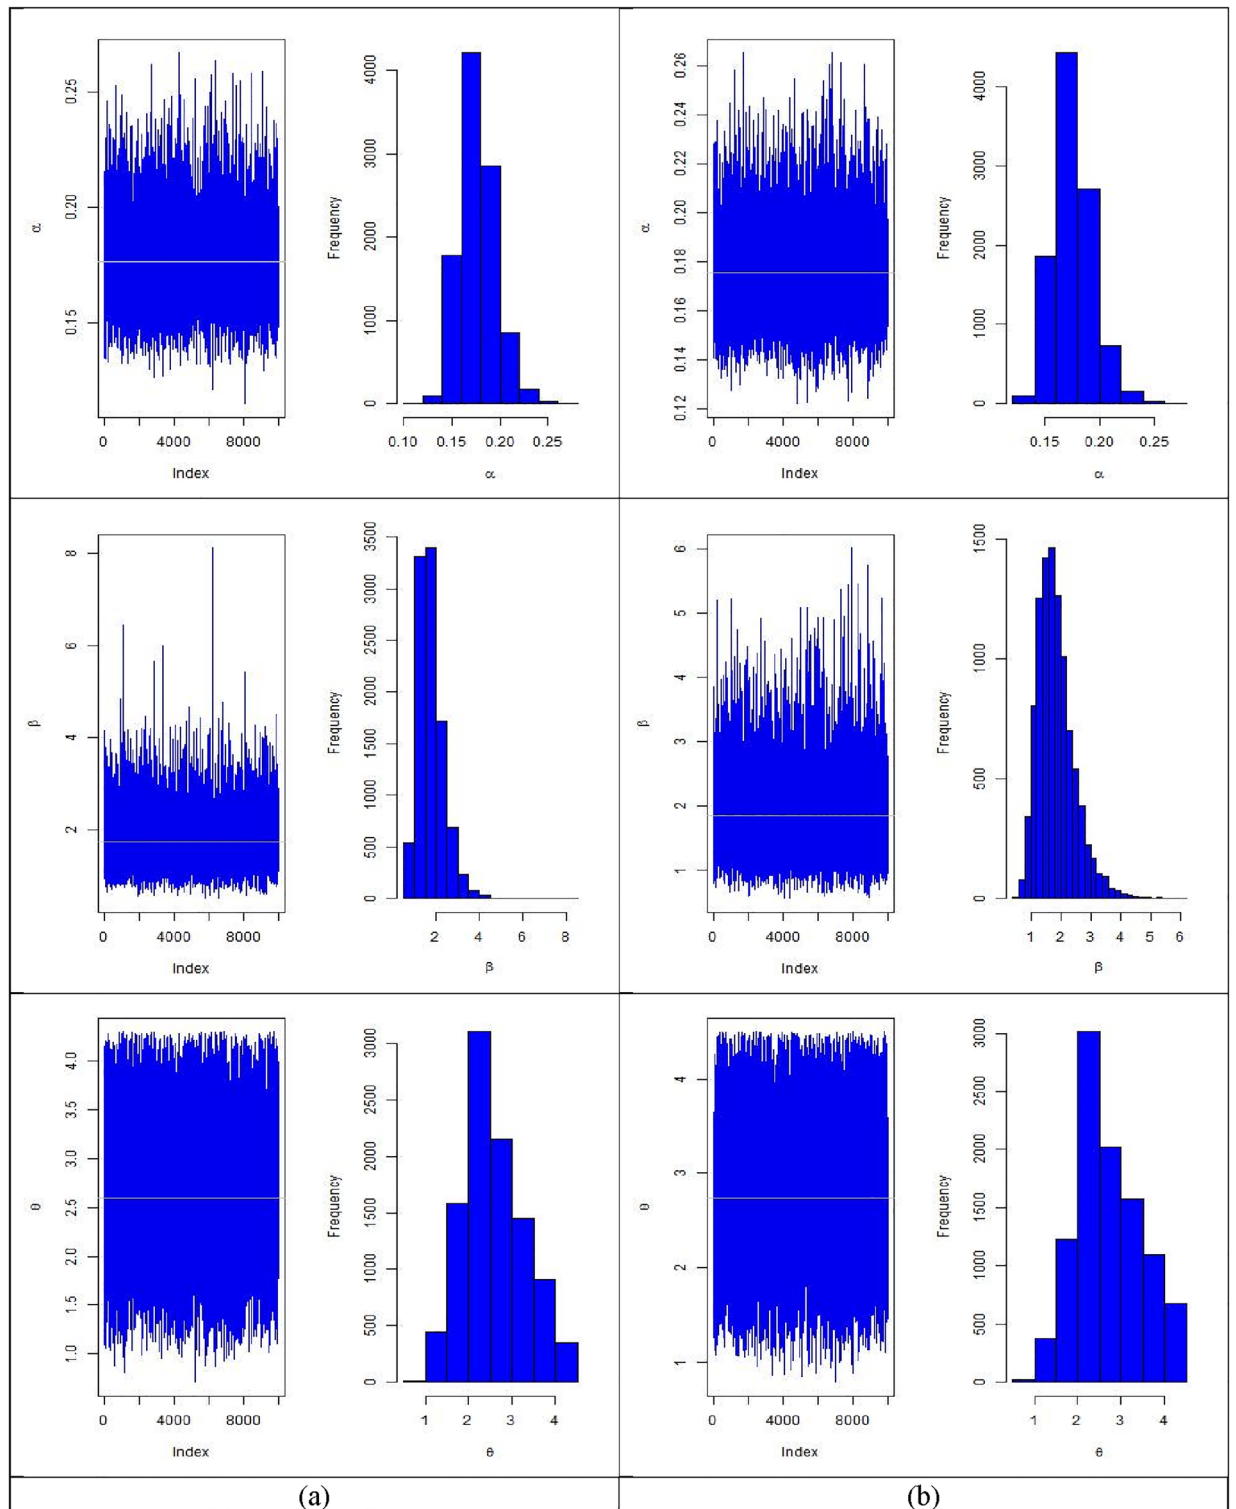 0.15 0.20 0.25
α
0 4000 8000
Index
0 1000 2000 3000 4000
Frequency
0.10 0.15 0.20 0.25
α
0.12 0.14 0.16 0.18 0.20 0.22 0.24 0.26
α
0 4000 8000
Index
0 1000 2000 3000 4000
Frequency
0.15 0.20 0.25
α
2 4 6 8
β
0 4000 8000
Index
0 500 1000 1500 2000 2500 3000 3500
Frequency
2 4 6 8
β
1 2 3 4 5 6
β
0 4000 8000
Index
0 500 1000 1500
Frequency
1 2 3 4 5 6
β
1.0 1.5 2.0 2.5 3.0 3.5 4.0
θ
0 4000 8000
Index
0 500 1000 1500 2000 2500 3000
Frequency
1 2 3 4
θ
1 2 3 4
θ
0 4000 8000
Index
0 500 1000 1500 2000 2500 3000
Frequency
1 2 3 4
θ
(a)
(b)